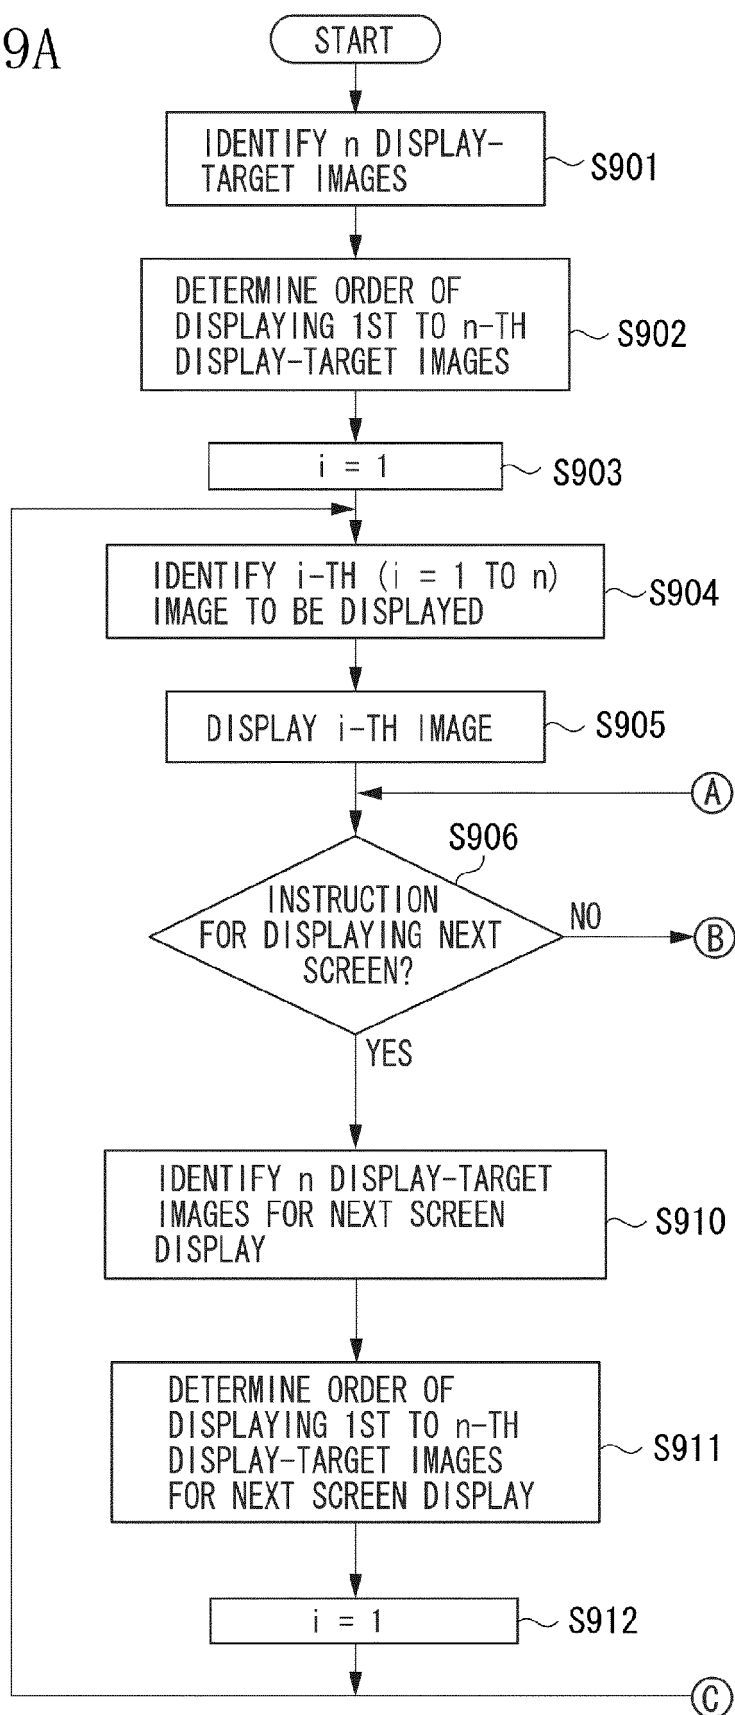 9A
START
IDENTIFY n DISPLAY-
TARGET IMAGES
S901
DETERMINE ORDER OF
DISPLAYING 1ST TO n-TH
DISPLAY-TARGET IMAGES
S902
i = 1
S903
IDENTIFY i-TH (i = 1 TO n)
IMAGE TO BE DISPLAYED
S904
DISPLAY i-TH IMAGE
S905
A
S906
INSTRUCTION
FOR DISPLAYING NEXT
SCREEN?
NO
B
YES
IDENTIFY n DISPLAY-TARGET
IMAGES FOR NEXT SCREEN
DISPLAY
S910
DETERMINE ORDER OF
DISPLAYING 1ST TO n-TH
DISPLAY-TARGET IMAGES
FOR NEXT SCREEN DISPLAY
S911
i = 1
S912
C